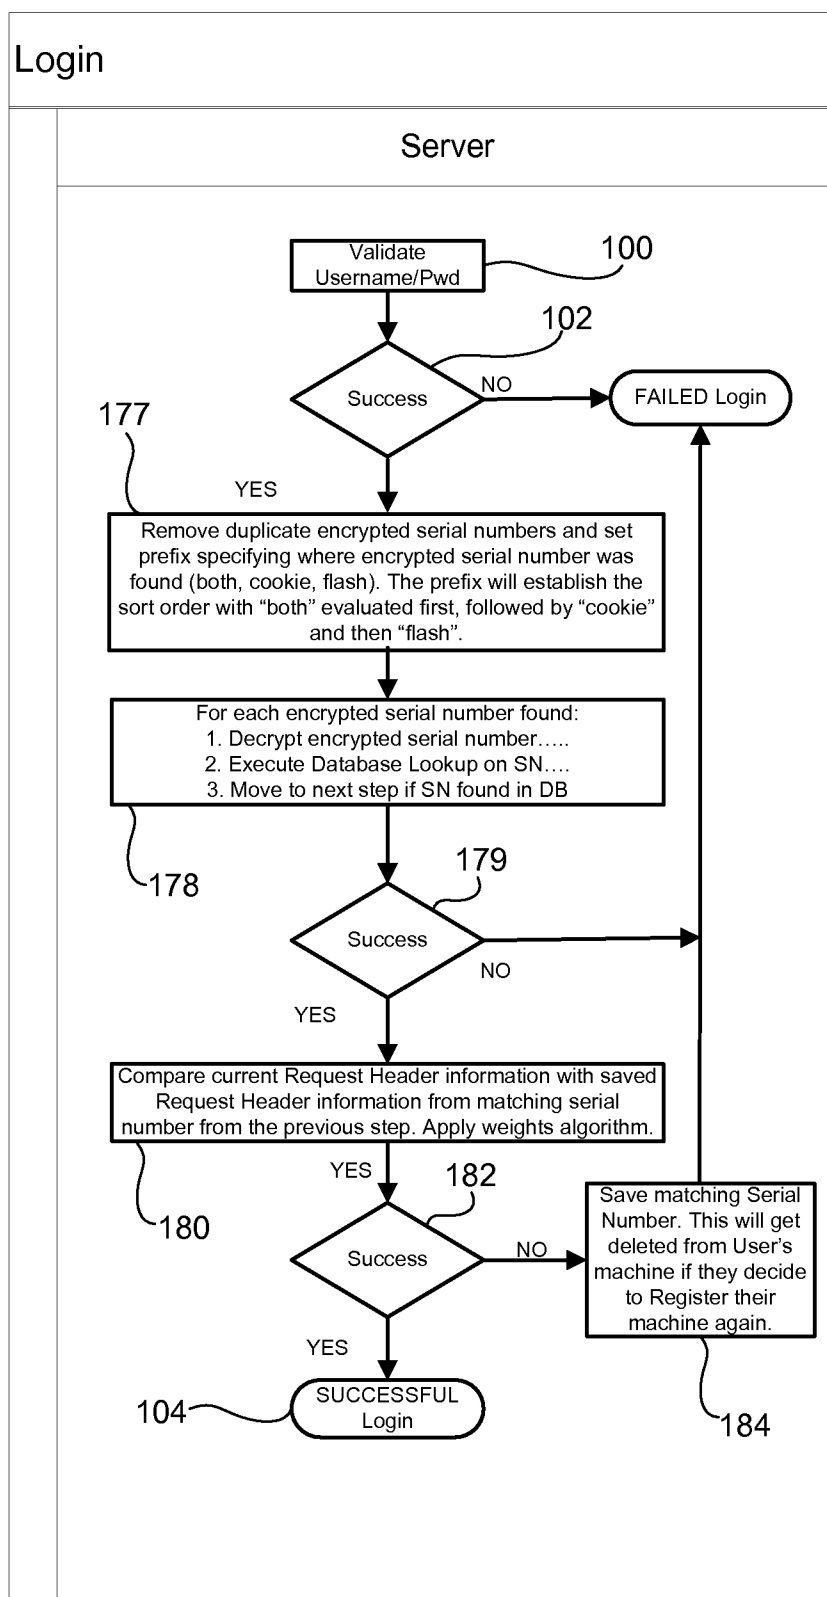 Login
Server
Validate
Username/Pwd
100
102
Success
NO
FAILED Login
177
YES
Remove duplicate encrypted serial numbers and set
prefix specifying where encrypted serial number was
found (both, cookie, flash). The prefix will establish the
sort order with “both” evaluated first, followed by “cookie”
and then “flash”.
For each encrypted serial number found:
1. Decrypt encrypted serial number…..
2. Execute Database Lookup on SN….
3. Move to next step if SN found in DB
178
179
Success
NO
YES
Compare current Request Header information with saved
Request Header information from matching serial
number from the previous step. Apply weights algorithm.
YES
180
182
Success
NO
Save matching Serial
Number. This will get
deleted from User’s
machine if they decide
to Register their
machine again.
YES
184
104
SUCCESSFUL
Login